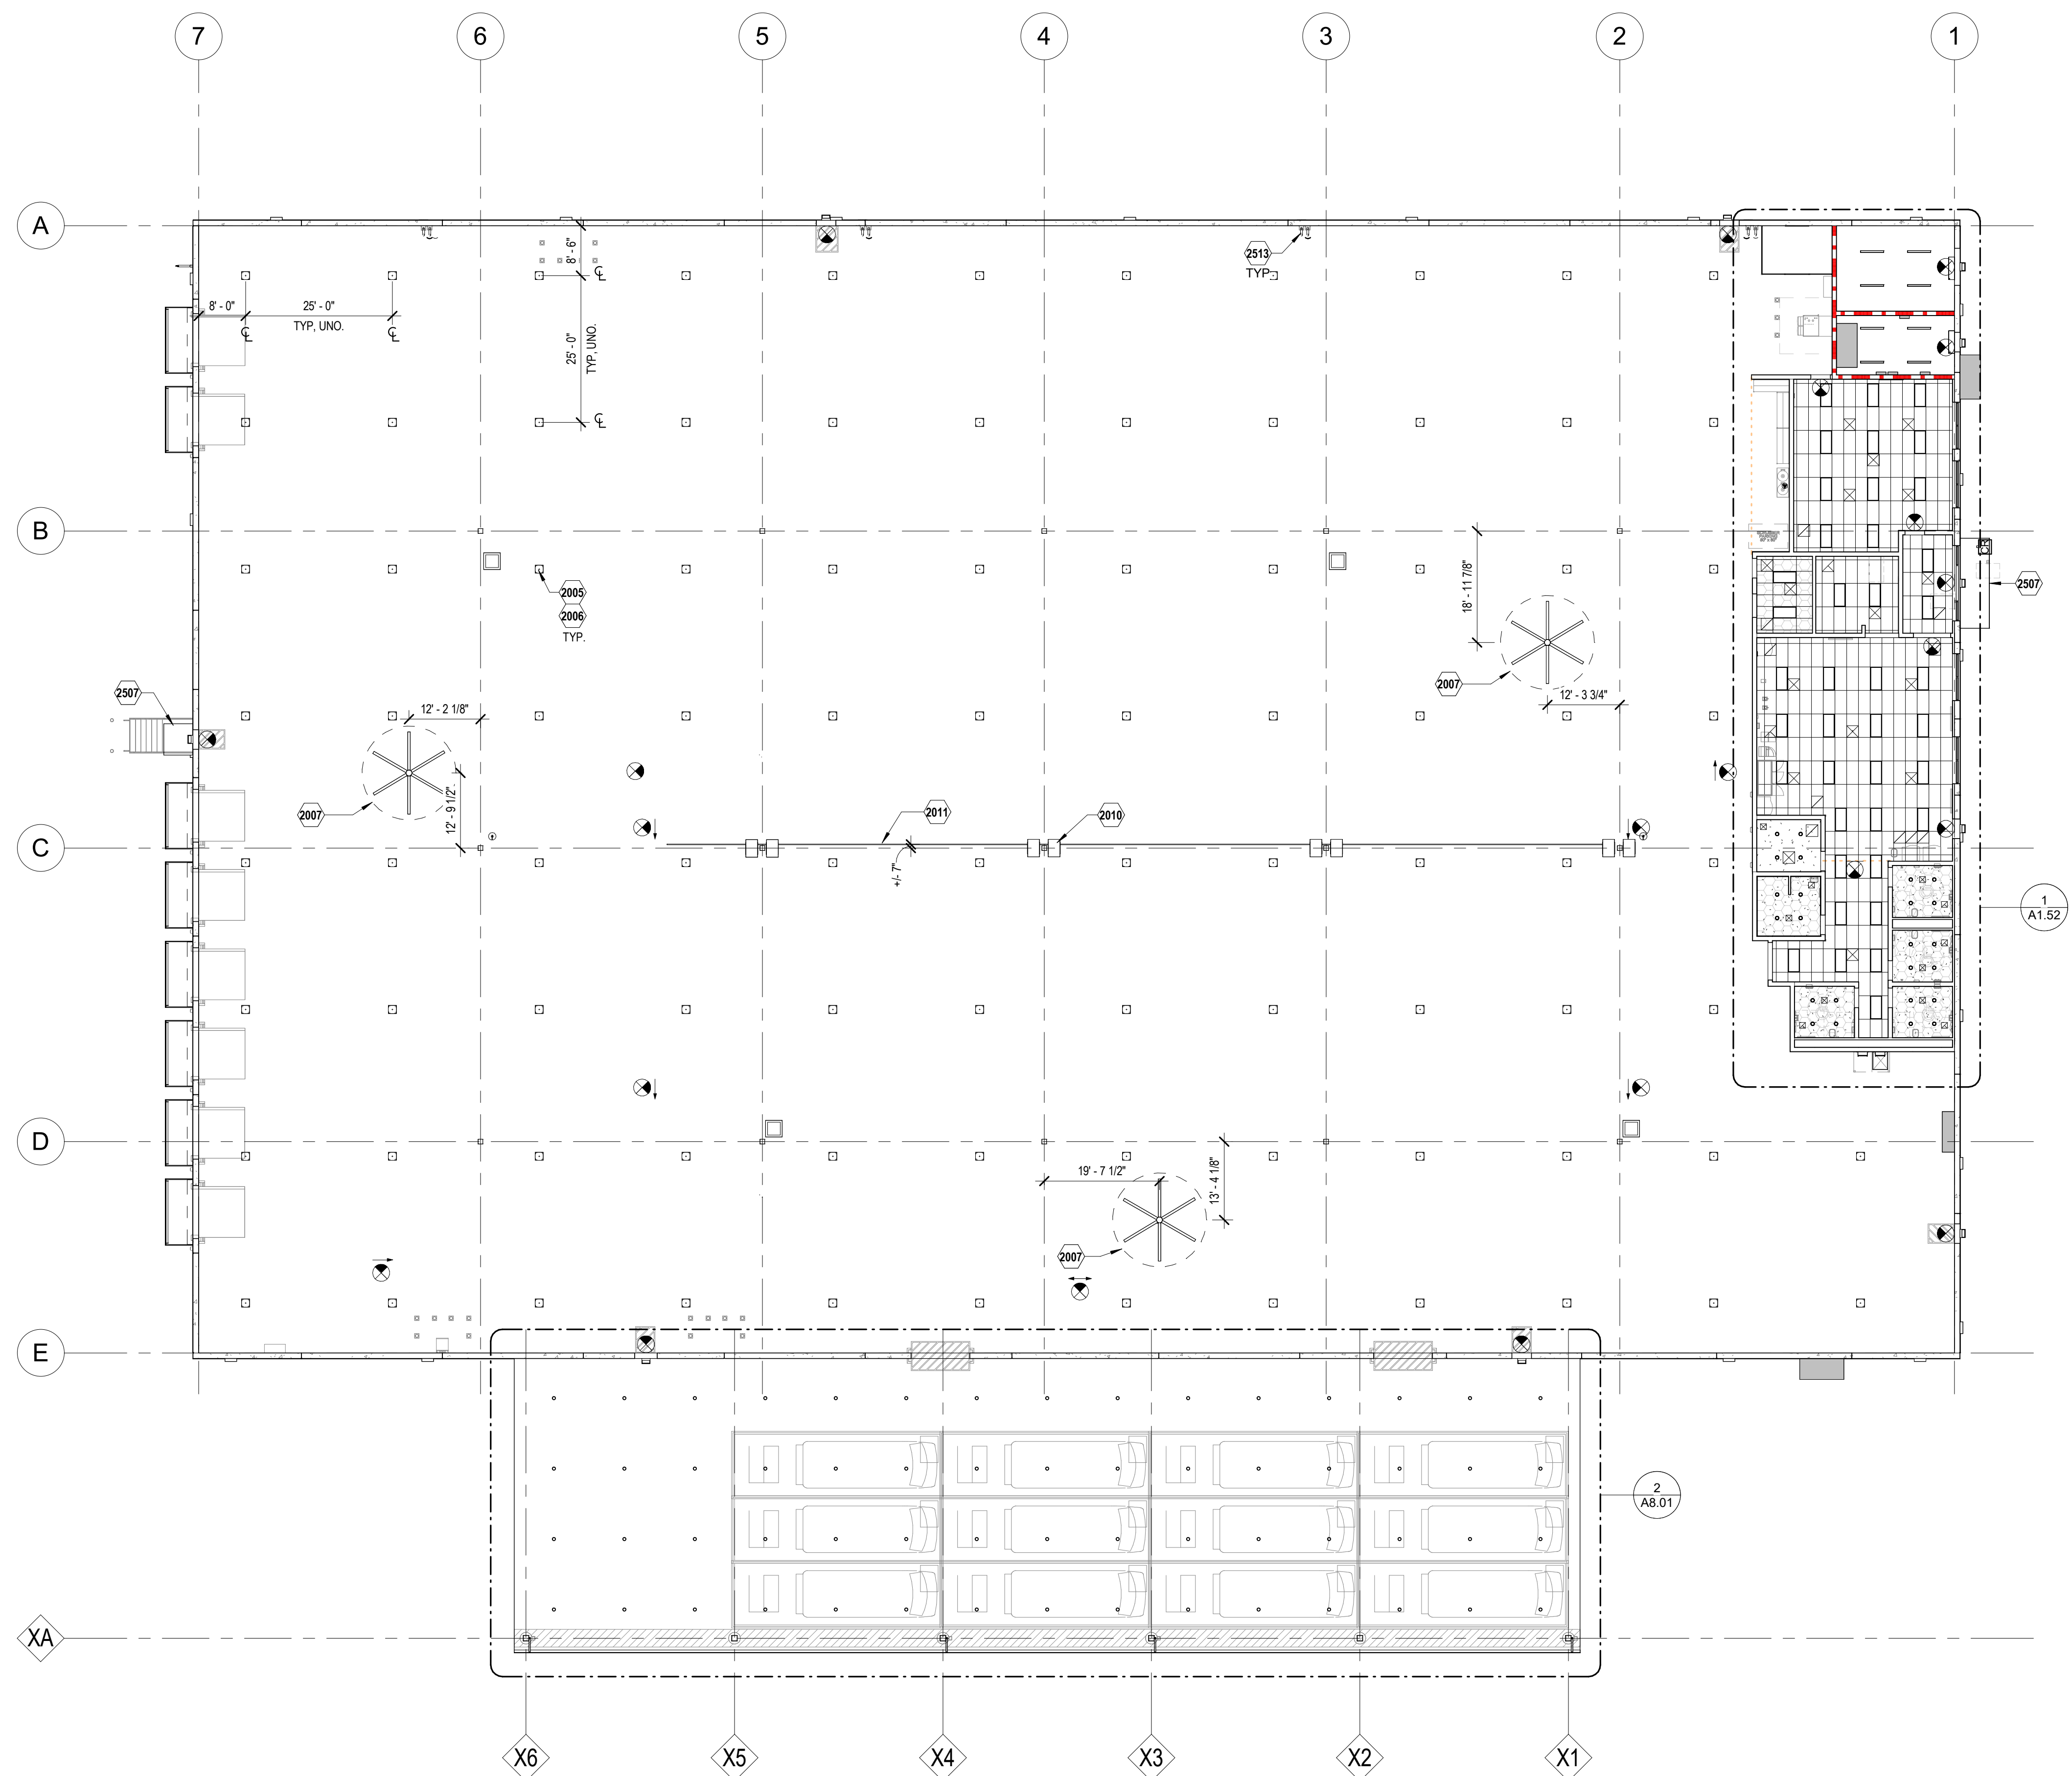 7
6
5
4
3
2
1
A
8' - 6"
2513
TYP.
8' - 0"
25' - 0"
TYP, UNO.
25' - 0"
TYP, UNO.
B
2005
2006
TYP.
18' - 11 7/8"
CR
2507
2507
12' - 2 1/8"
2007
12' - 3 3/4"
2007
12' - 9 1/2"
2011
2010
C
+/- 7"
1
A1.52
D
19' - 7 1/2"
13' - 4 1/8"
2007
E
2
A8.01
XA
X6
X5
X4
X3
X2
X1